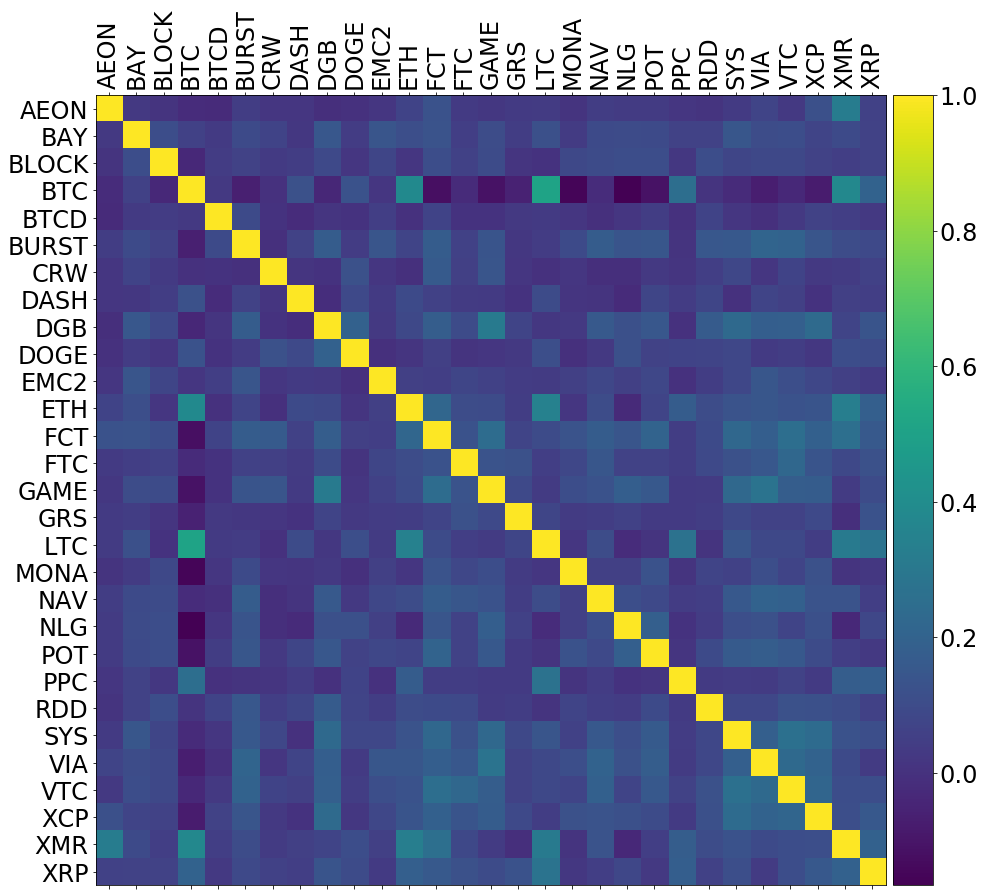 AEON BAY BLOCK BTC BTCD BURST CRW DASH DGB DOGE EMC2 ETH FCT FTC GAME GRS LTC MONA NAV NLG POT PPC RDD SYS VIA VTC XCP XMR XRP
AEON
BAY
BLOCK
BTC
BTCD
BURST
CRW
DASH
DGB
DOGE
EMC2
ETH
FCT
FTC
GAME
GRS
LTC
MONA
NAV
NLG
POT
PPC
RDD
SYS
VIA
VTC
XCP
XMR
XRP
1.0
0.8
0.6
0.4
0.2
0.0